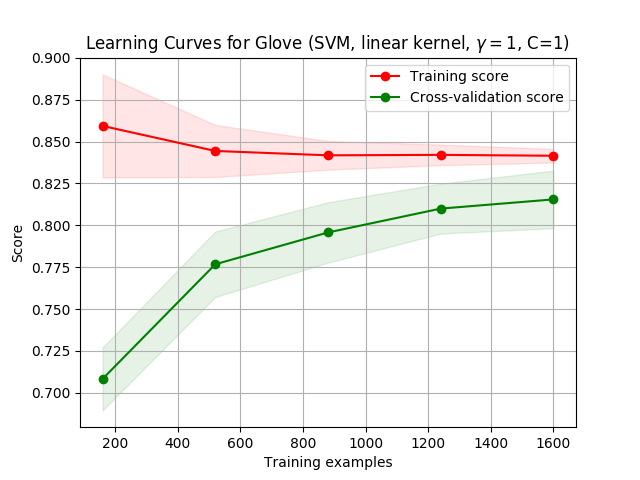 Learning Curves for Glove (SVM, linear kernel, γ = 1, C=1)
Training score
Cross-validation score
Score
0.900
0.875
0.850
0.825
0.800
0.775
0.750
0.725
0.700
200 400 600 800 1000 1200 1400 1600
Training examples